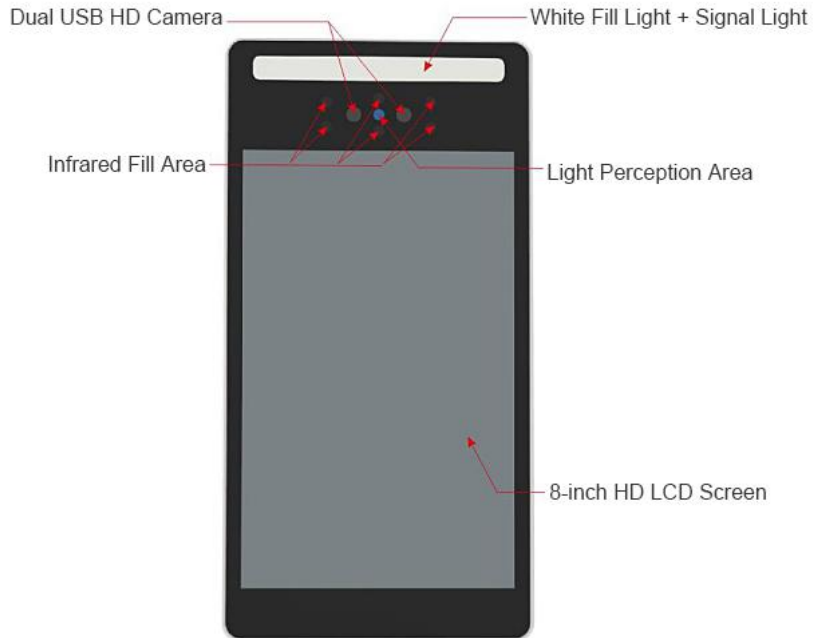 Dual USB HD Camera
White Fill Light + Signal Light
Infrared Fill Area
Light Perception Area
8-inch HD LCD Screen